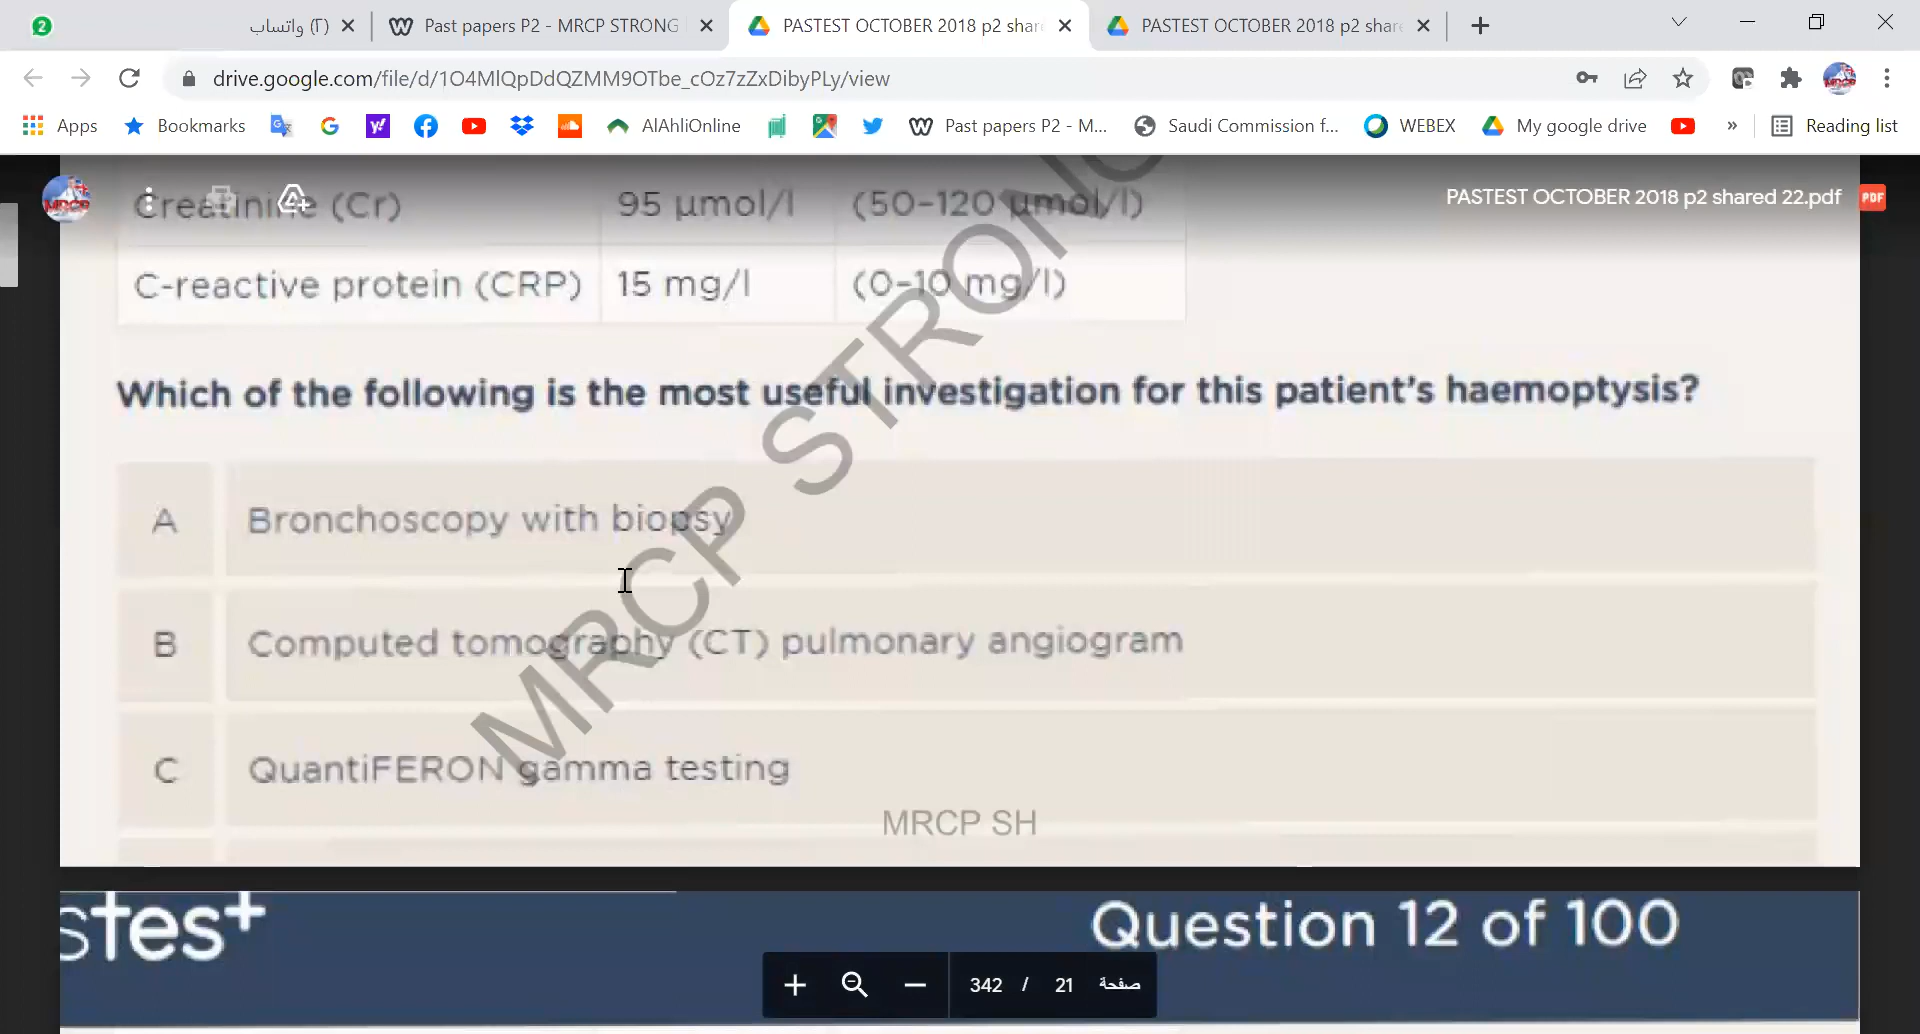 2
واتساب (٢)
Past papers P2 - MRCP STRONG
PASTEST OCTOBER 2018 p2 shar
PASTEST OCTOBER 2018 p2 shar
drive.google.com/file/d/1O4MlQpDdQZMM9OTbe_cOz7zZxDibyPLy/view
Apps
Bookmarks
AlAhliOnline
Past papers P2 - M...
Saudi Commission f...
WEBEX
My google drive
Reading list
PASTEST OCTOBER 2018 p2 shared 22.pdf
PDF
Creatinine (Cr) 95 µmol/l (50–120 µmol/l)
C-reactive protein (CRP) 15 mg/l (0–10 mg/l)
Which of the following is the most useful investigation for this patient's haemoptysis?
A Bronchoscopy with biopsy
B Computed tomography (CT) pulmonary angiogram
C QuantiFERON gamma testing
MRCP STRONG
MRCP SH
stest
Question 12 of 100
صفحة 21 / 342